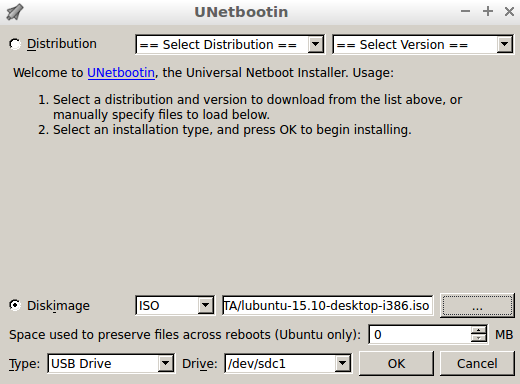 UNetbootin
Distribution == Select Distribution == == Select Version ==
Welcome to UNetbootin, the Universal Netboot Installer. Usage:
1. Select a distribution and version to download from the list above, or
manually specify files to load below.
2. Select an installation type, and press OK to begin installing.
Diskimage ISO TA/lubuntu-15.10-desktop-i386.iso ...
Space used to preserve files across reboots (Ubuntu only): 0 MB
Type: USB Drive Drive: /dev/sdc1 OK Cancel